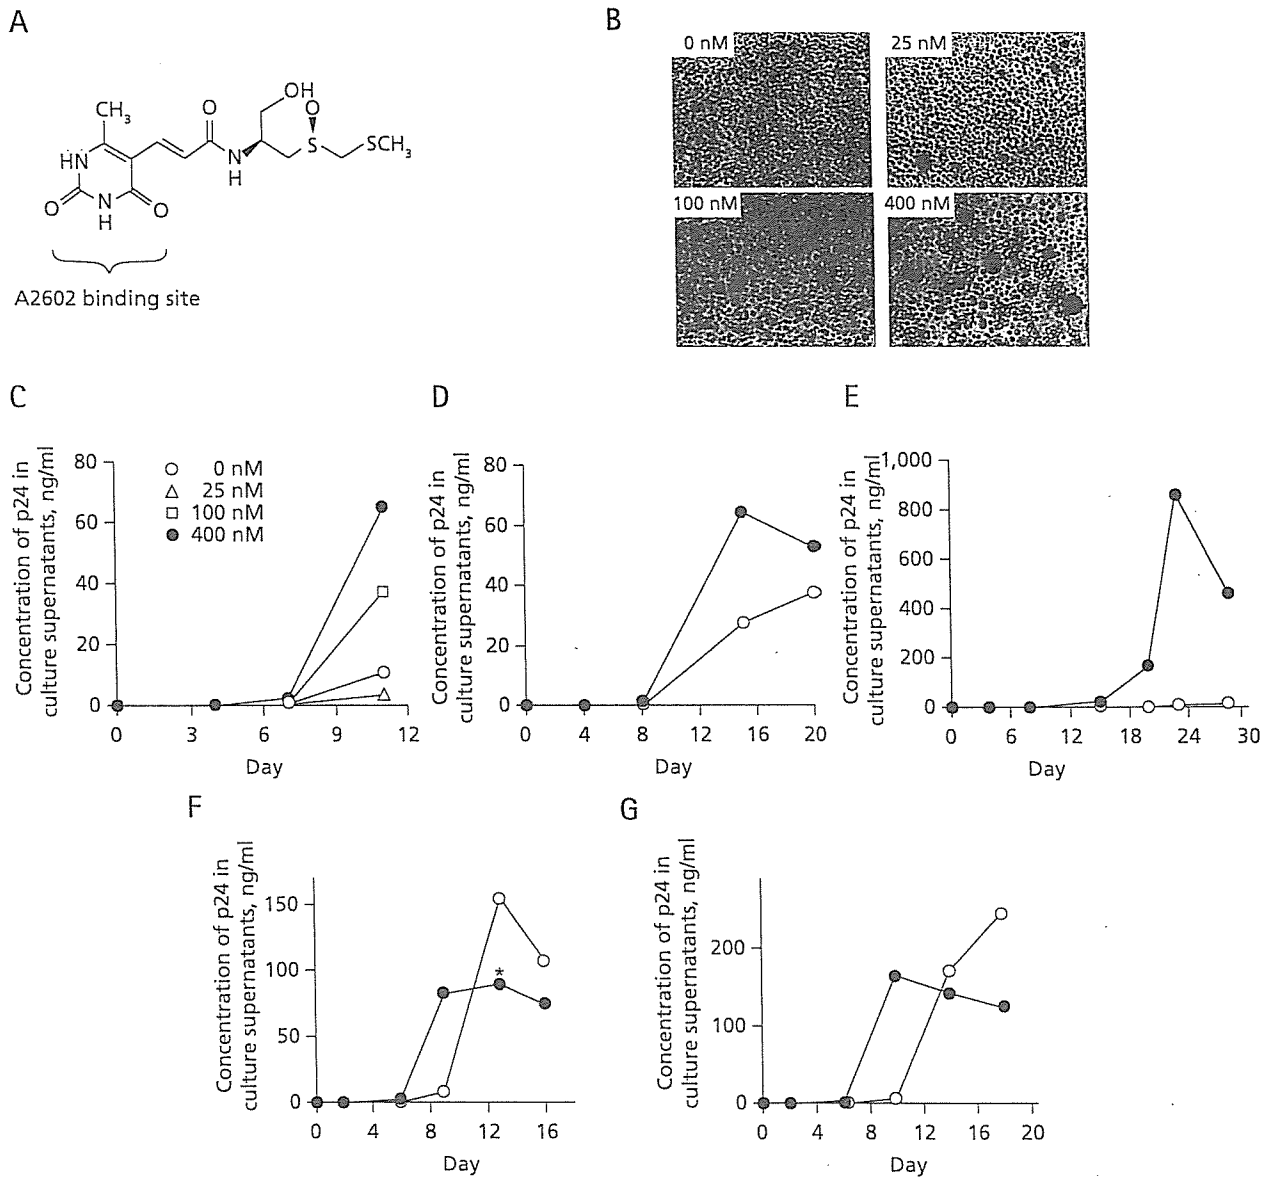 A
CH₃
HN
O
N
H
O
O
N
H
OH
O
S
SCH₃
A2602 binding site
B
0 nM
25 nM
100 nM
400 nM
C
Concentration of p24 in
culture supernatants, ng/ml
80
60
40
20
0
0 nM
25 nM
100 nM
400 nM
0
3
6
9
12
Day
D
Concentration of p24 in
culture supernatants, ng/ml
80
60
40
20
0
0
4
8
12
16
20
Day
E
Concentration of p24 in
culture supernatants, ng/ml
1,000
800
600
400
200
0
0
6
12
18
24
30
Day
F
Concentration of p24 in
culture supernatants, ng/ml
150
100
50
0
*
0
4
8
12
16
Day
G
Concentration of p24 in
culture supernatants, ng/ml
200
100
0
0
4
8
12
16
20
Day